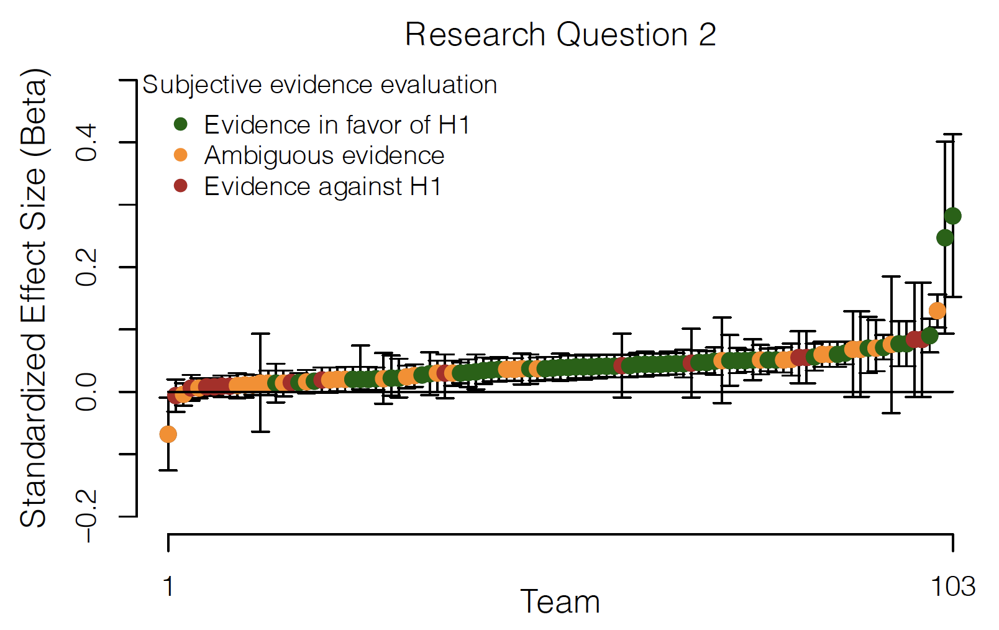 Research Question 2
Subjective evidence evaluation
Evidence in favor of H1
Ambiguous evidence
Evidence against H1
Standardized Effect Size (Beta)
0.4
0.2
0.0
−0.2
1
103
Team